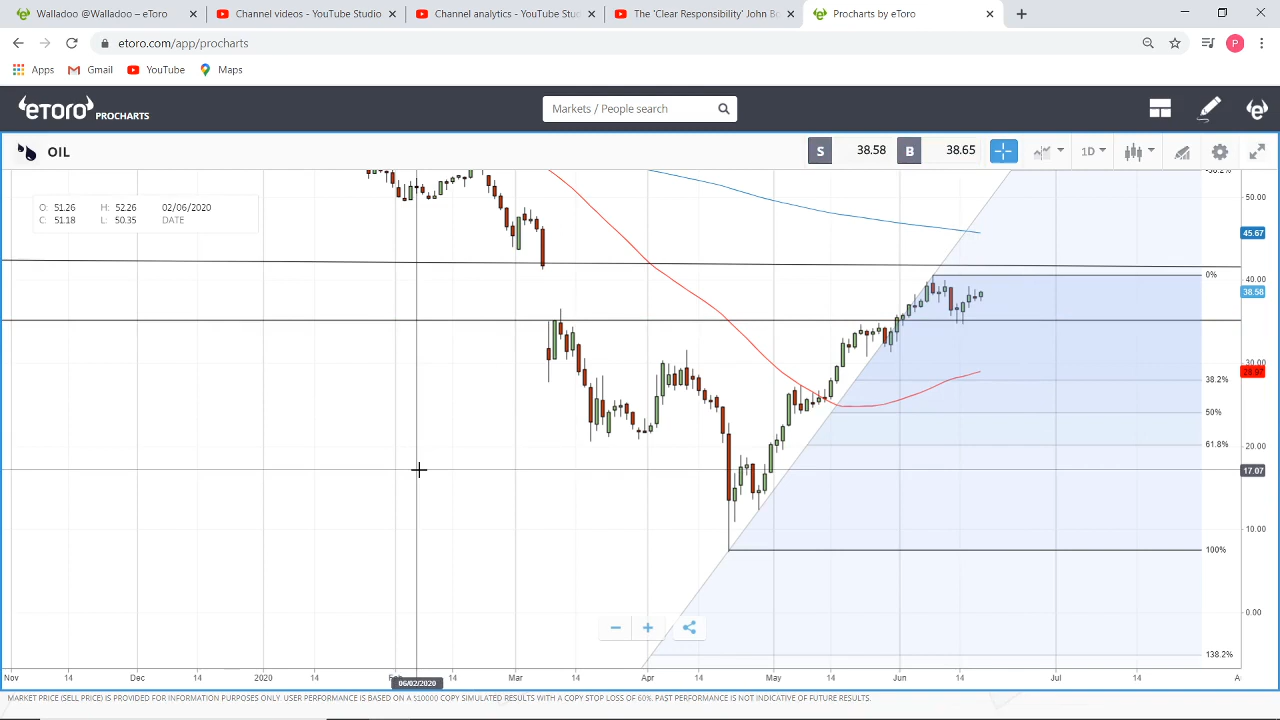 Walladoo @Walladoo – eToro
Channel videos - YouTube Studio
Channel analytics - YouTube Stu
The 'Clear Responsibility' John Bo
Procharts by eToro
etoro.com/app/procharts
P
Apps Gmail YouTube Maps
eToro PROCHARTS
Markets / People search
OIL
S 38.58 B 38.65
1D
O: 51.26 H: 52.26 02/06/2020
C: 51.18 L: 50.35 DATE
50.00
45.67
0%
40.00
38.58
30.00
28.97
38.2%
50%
61.8%
20.00
17.07
10.00
100%
0.00
138.2%
Nov 14 Dec 14 2020 14 14 Mar 14 Apr 14 May 14 Jun 14 Jul 14 A
06/02/2020
MARKET PRICE (SELL PRICE) IS PROVIDED FOR INFORMATION PURPOSES ONLY. USER PERFORMANCE IS BASED ON A $10000 COPY SIMULATED RESULTS WITH A COPY STOP LOSS OF 60%. PAST PERFORMANCE IS NOT INDICATIVE OF FUTURE RESULTS.